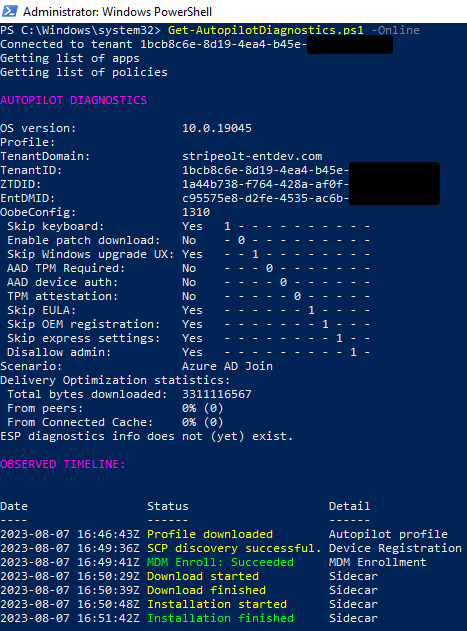 Administrator: Windows PowerShell
PS C:\Windows\system32> Get-AutopilotDiagnostics.ps1 -Online
Connected to tenant 1bcb8c6e-8d19-4ea4-b45e-
Getting list of apps
Getting list of policies
AUTOPILOT DIAGNOSTICS
OS version: 10.0.19045
Profile:
TenantDomain: stripeolt-entdev.com
TenantID: 1bcb8c6e-8d19-4ea4-b45e-
ZTDID: 1a44b738-f764-428a-af0f-
EntDMID: c95575e8-d2fe-4535-ac6b-
OobeConfig: 1310
Skip keyboard: Yes 1 - - - - - - - - - -
Enable patch download: No - 0 - - - - - - - - -
Skip Windows upgrade UX: Yes - - 1 - - - - - - - -
AAD TPM Required: No - - - 0 - - - - - - -
AAD device auth: No - - - - 0 - - - - - -
TPM attestation: No - - - - - 0 - - - - -
Skip EULA: Yes - - - - - - 1 - - - -
Skip OEM registration: Yes - - - - - - - 1 - - -
Skip express settings: Yes - - - - - - - - 1 - -
Disallow admin: Yes - - - - - - - - - 1 -
Scenario: Azure AD Join
Delivery Optimization statistics:
Total bytes downloaded: 3311116567
From peers: 0% (0)
From Connected Cache: 0% (0)
ESP diagnostics info does not (yet) exist.
OBSERVED TIMELINE:
Date Status Detail
---- ------ ------
2023-08-07 16:46:43Z Profile downloaded Autopilot profile
2023-08-07 16:49:36Z SCP discovery successful. Device Registration
2023-08-07 16:49:41Z MDM Enroll: Succeeded MDM Enrollment
2023-08-07 16:50:29Z Download started Sidecar
2023-08-07 16:50:39Z Download finished Sidecar
2023-08-07 16:50:48Z Installation started Sidecar
2023-08-07 16:51:42Z Installation finished Sidecar